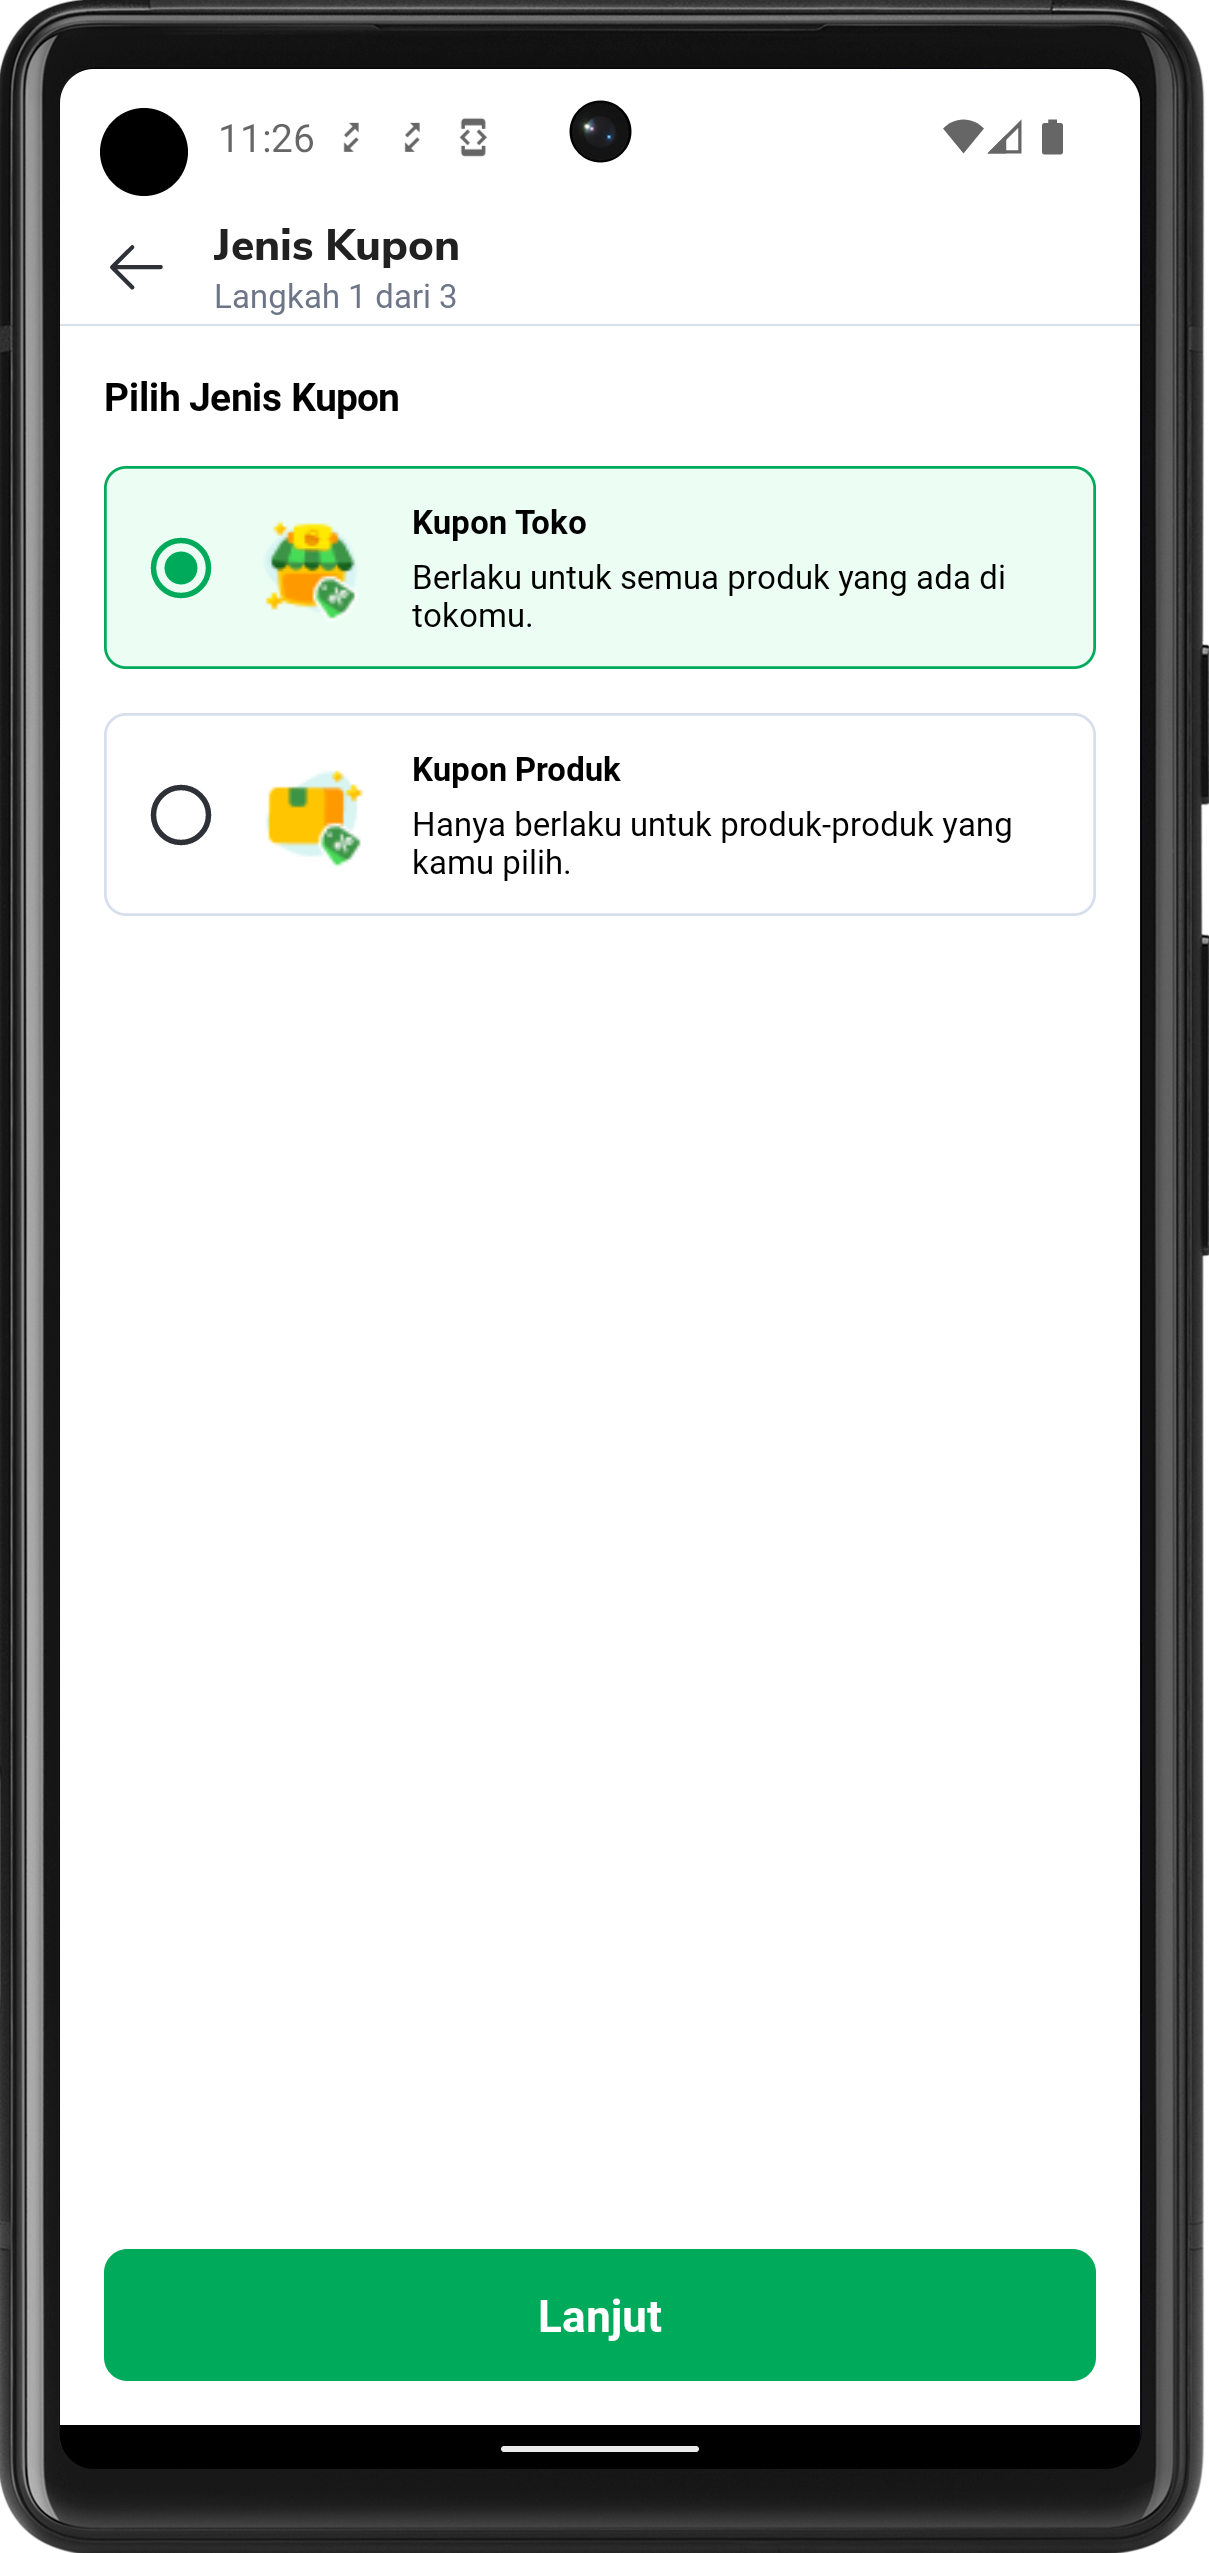 11:26
Jenis Kupon
Langkah 1 dari 3
Pilih Jenis Kupon
Kupon Toko
Berlaku untuk semua produk yang ada di
tokomu.
Kupon Produk
Hanya berlaku untuk produk-produk yang
kamu pilih.
Lanjut